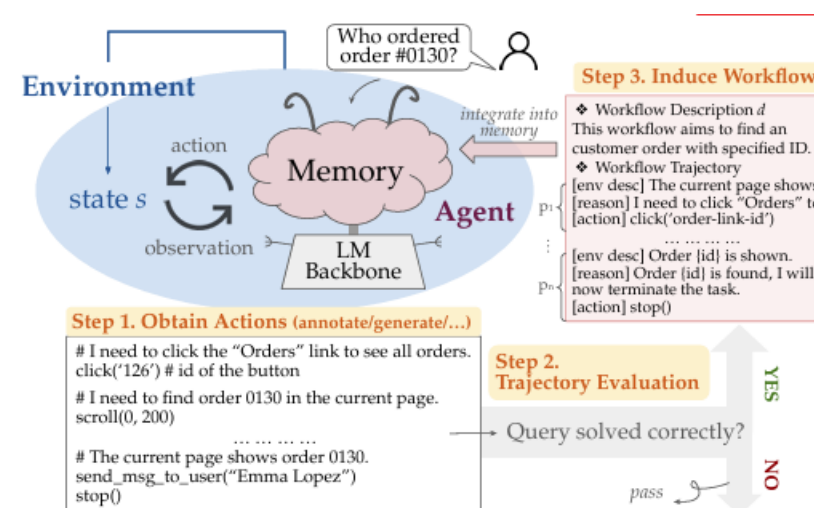 Who ordered
order #0130?
Environment
Step 3. Induce Workflow
integrate into
memory
❖ Workflow Description d
This workflow aims to find an
customer order with specified ID.
❖ Workflow Trajectory
[env desc] The current page shows
[reason] I need to click “Orders” to
[action] click(‘order-link-id’)
… … … …
[env desc] Order {id} is shown.
[reason] Order {id} is found, I will
now terminate the task.
[action] stop()
p₁
⋮
pₙ
action
Memory
state s
Agent
observation
LM
Backbone
Step 1. Obtain Actions (annotate/generate/…)
# I need to click the “Orders” link to see all orders.
click(‘126’) # id of the button
# I need to find order 0130 in the current page.
scroll(0, 200)
… … … …
# The current page shows order 0130.
send_msg_to_user(“Emma Lopez”)
stop()
Step 2.
Trajectory Evaluation
Query solved correctly?
YES
NO
pass